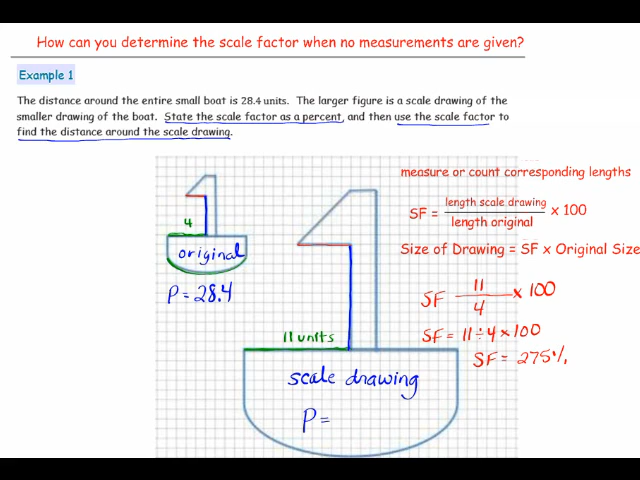 How can you determine the scale factor when no measurements are given?
Example 1
The distance around the entire small boat is 28.4 units. The larger figure is a scale drawing of the
smaller drawing of the boat. State the scale factor as a percent, and then use the scale factor to
find the distance around the scale drawing.
measure or count corresponding lengths
SF = length scale drawing / length original x 100
Size of Drawing = SF x Original Size
4
original
P = 28.4
11 units
scale drawing
P =
SF 11/4 x 100
SF = 11 ÷ 4 x 100
SF = 275%